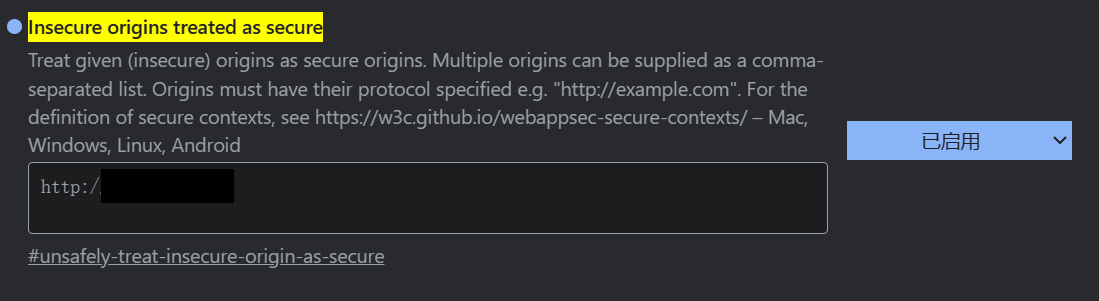 Insecure origins treated as secure
Treat given (insecure) origins as secure origins. Multiple origins can be supplied as a comma-
separated list. Origins must have their protocol specified e.g. "http://example.com". For the
definition of secure contexts, see https://w3c.github.io/webappsec-secure-contexts/ – Mac,
Windows, Linux, Android
已启用
http:/
#unsafely-treat-insecure-origin-as-secure